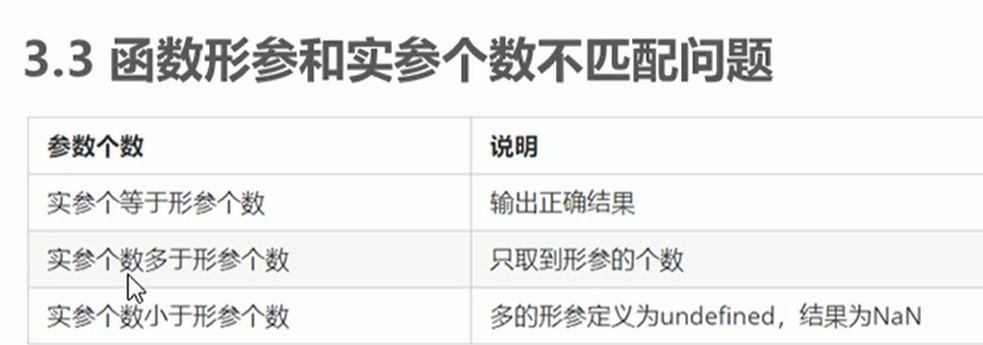 3.3 函数形参和实参个数不匹配问题
参数个数 说明
实参个等于形参个数 输出正确结果
实参个数多于形参个数 只取到形参的个数
实参个数小于形参个数 多的形参定义为undefined，结果为NaN